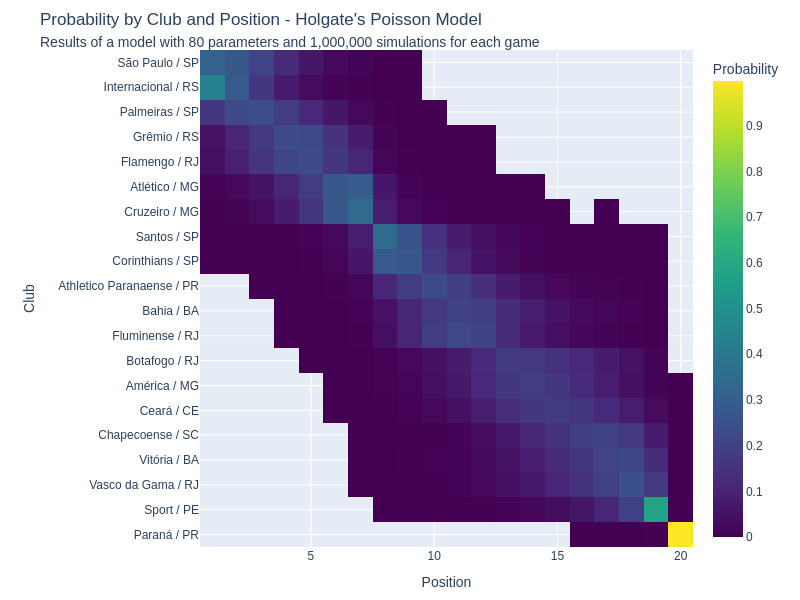 Probability by Club and Position - Holgate's Poisson Model
Results of a model with 80 parameters and 1,000,000 simulations for each game
Probability
São Paulo / SP
Internacional / RS
Palmeiras / SP
Grêmio / RS
Flamengo / RJ
Atlético / MG
Cruzeiro / MG
Santos / SP
Corinthians / SP
Athletico Paranaense / PR
Bahia / BA
Fluminense / RJ
Botafogo / RJ
América / MG
Ceará / CE
Chapecoense / SC
Vitória / BA
Vasco da Gama / RJ
Sport / PE
Paraná / PR
Club
5
10
15
20
Position
0.9
0.8
0.7
0.6
0.5
0.4
0.3
0.2
0.1
0